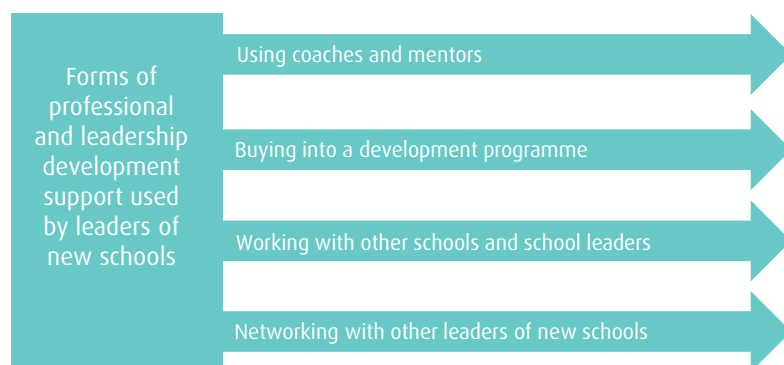 Forms of
professional
and leadership
development
support used
by leaders of
new schools
Using coaches and mentors
Buying into a development programme
Working with other schools and school leaders
Networking with other leaders of new schools